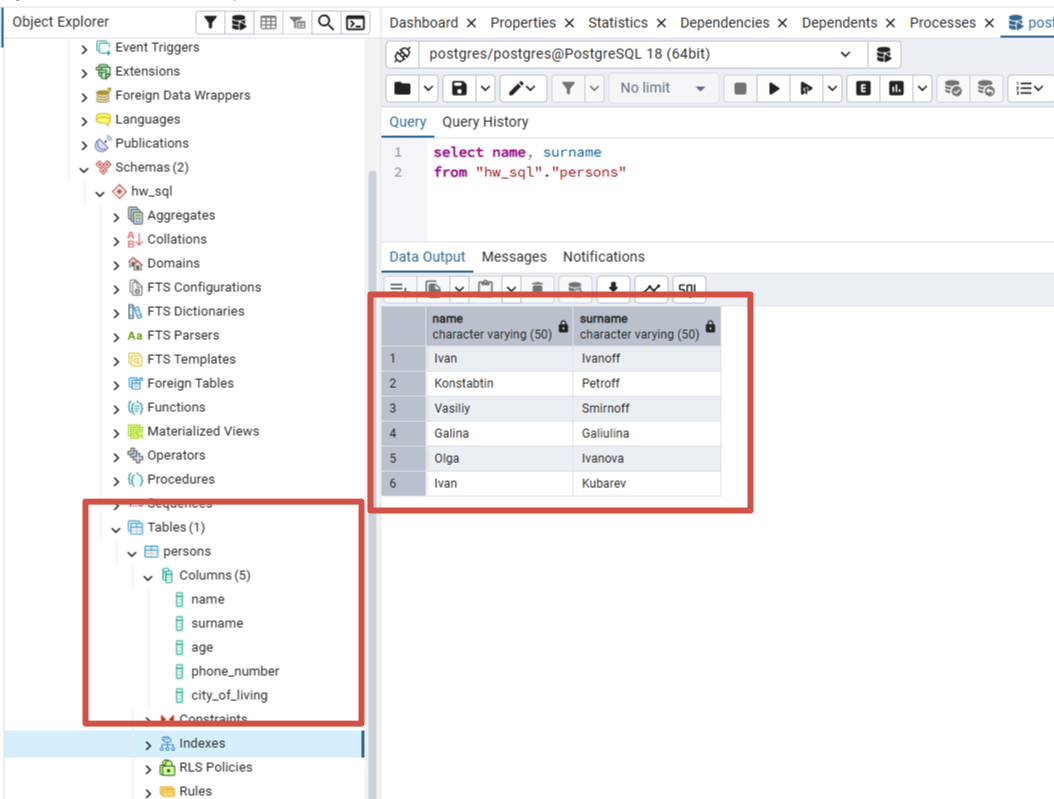 Object Explorer
Event Triggers
Extensions
Foreign Data Wrappers
Languages
Publications
Schemas (2)
hw_sql
Aggregates
Collations
Domains
FTS Configurations
FTS Dictionaries
Aa FTS Parsers
FTS Templates
Foreign Tables
Functions
Materialized Views
Operators
Procedures
Sequences
Tables (1)
persons
Columns (5)
name
surname
age
phone_number
city_of_living
Constraints
Indexes
RLS Policies
Rules
Dashboard Properties Statistics Dependencies Dependents Processes post
postgres/postgres@PostgreSQL 18 (64bit)
No limit E
Query Query History
1 select name, surname
2 from "hw_sql"."persons"
Data Output Messages Notifications
SQL
name surname
character varying (50) character varying (50)
1 Ivan Ivanoff
2 Konstabtin Petroff
3 Vasiliy Smirnoff
4 Galina Galiulina
5 Olga Ivanova
6 Ivan Kubarev